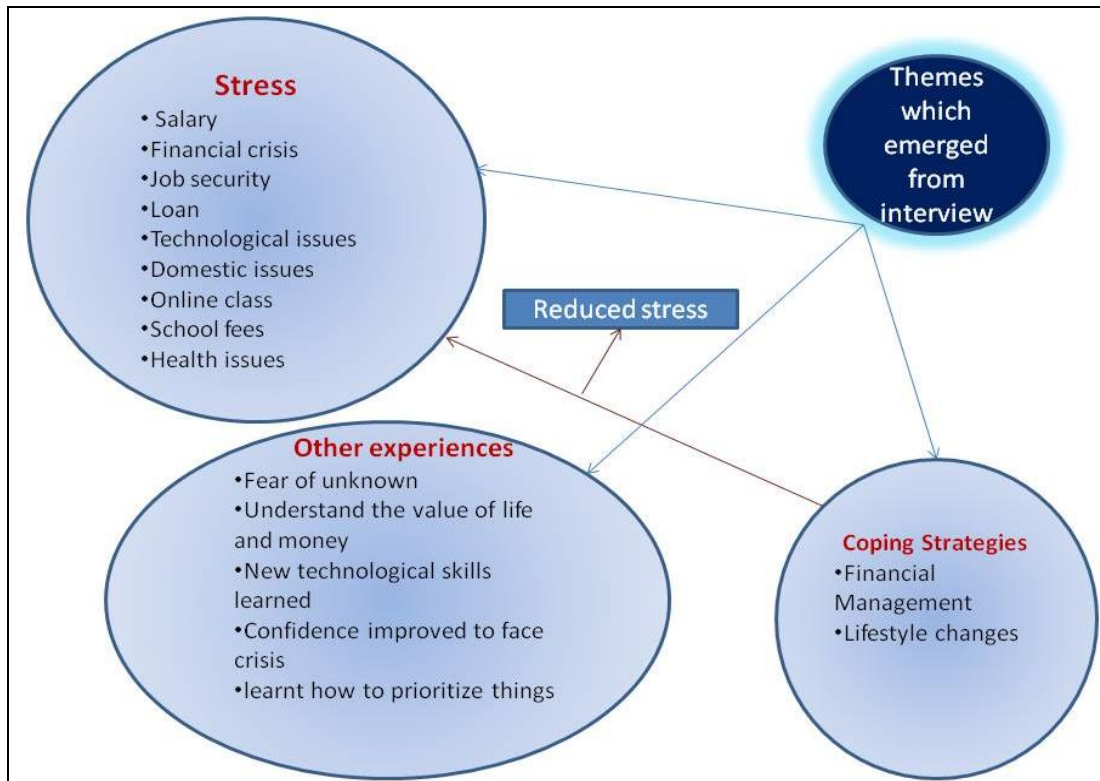 Stress
• Salary
•Financial crisis
•Job security
•Loan
•Technological issues
•Domestic issues
•Online class
•School fees
•Health issues
Themes
which
emerged
from
interview
Reduced stress
Other experiences
•Fear of unknown
•Understand the value of life
and money
•New technological skills
learned
•Confidence improved to face
crisis
•learnt how to prioritize things
Coping Strategies
•Financial
Management
•Lifestyle changes